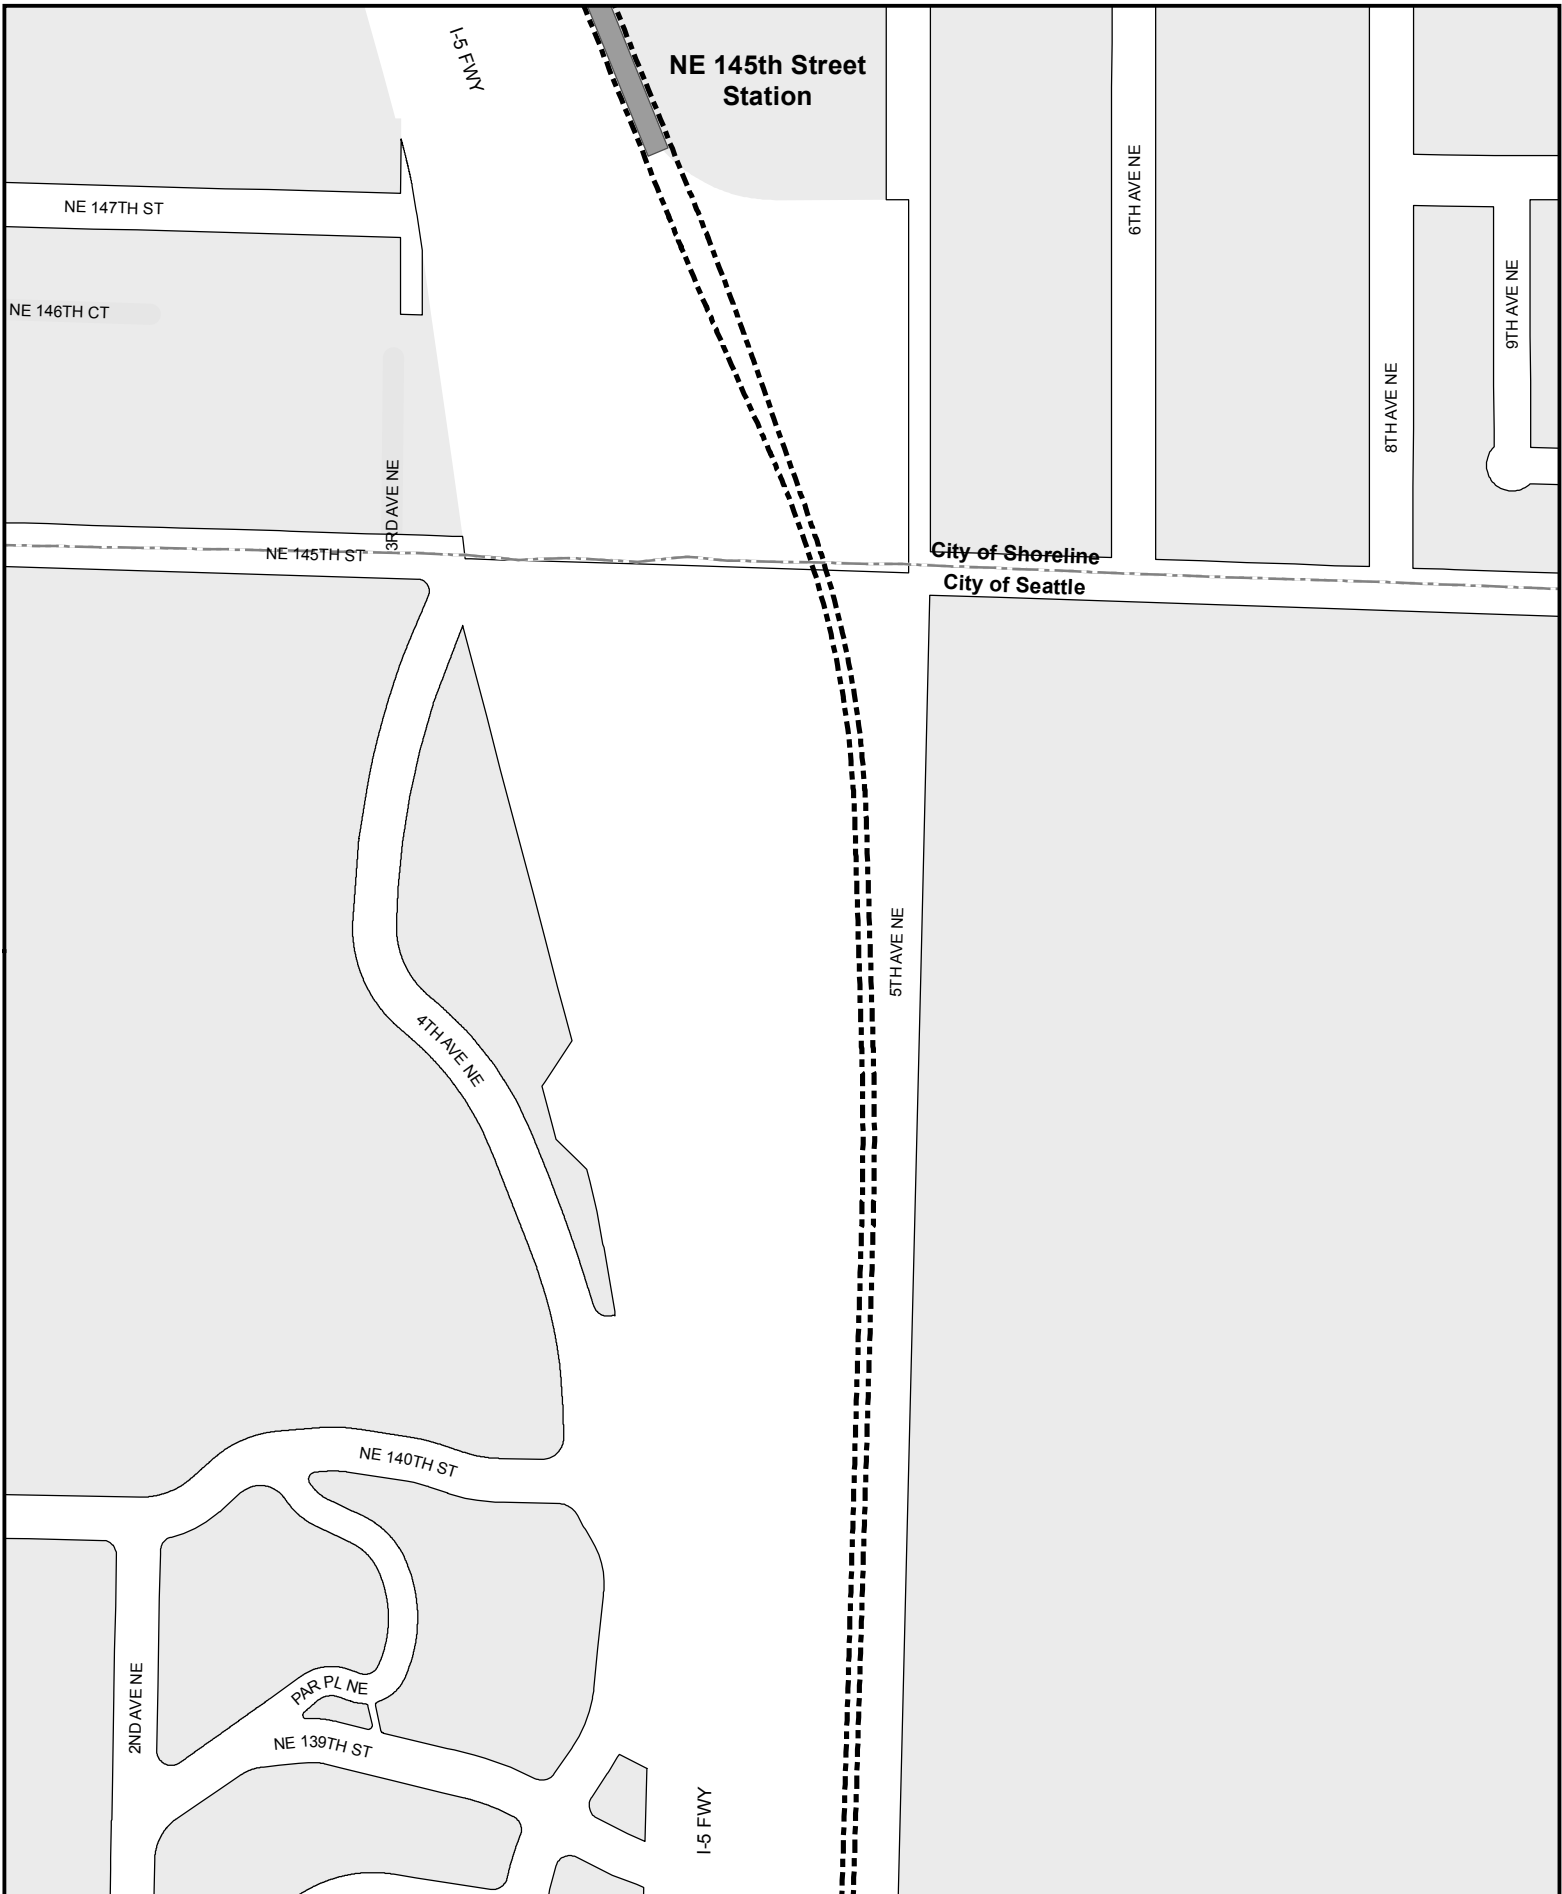 I-5 FWY
NE 145th Street
Station
6TH AVE NE
NE 147TH ST
9TH AVE NE
NE 146TH CT
8TH AVE NE
3RD AVE NE
NE 145TH ST
City of Shoreline
City of Seattle
5TH AVE NE
4TH AVE NE
NE 140TH ST
2ND AVE NE
PAR PL NE
NE 139TH ST
I-5 FWY